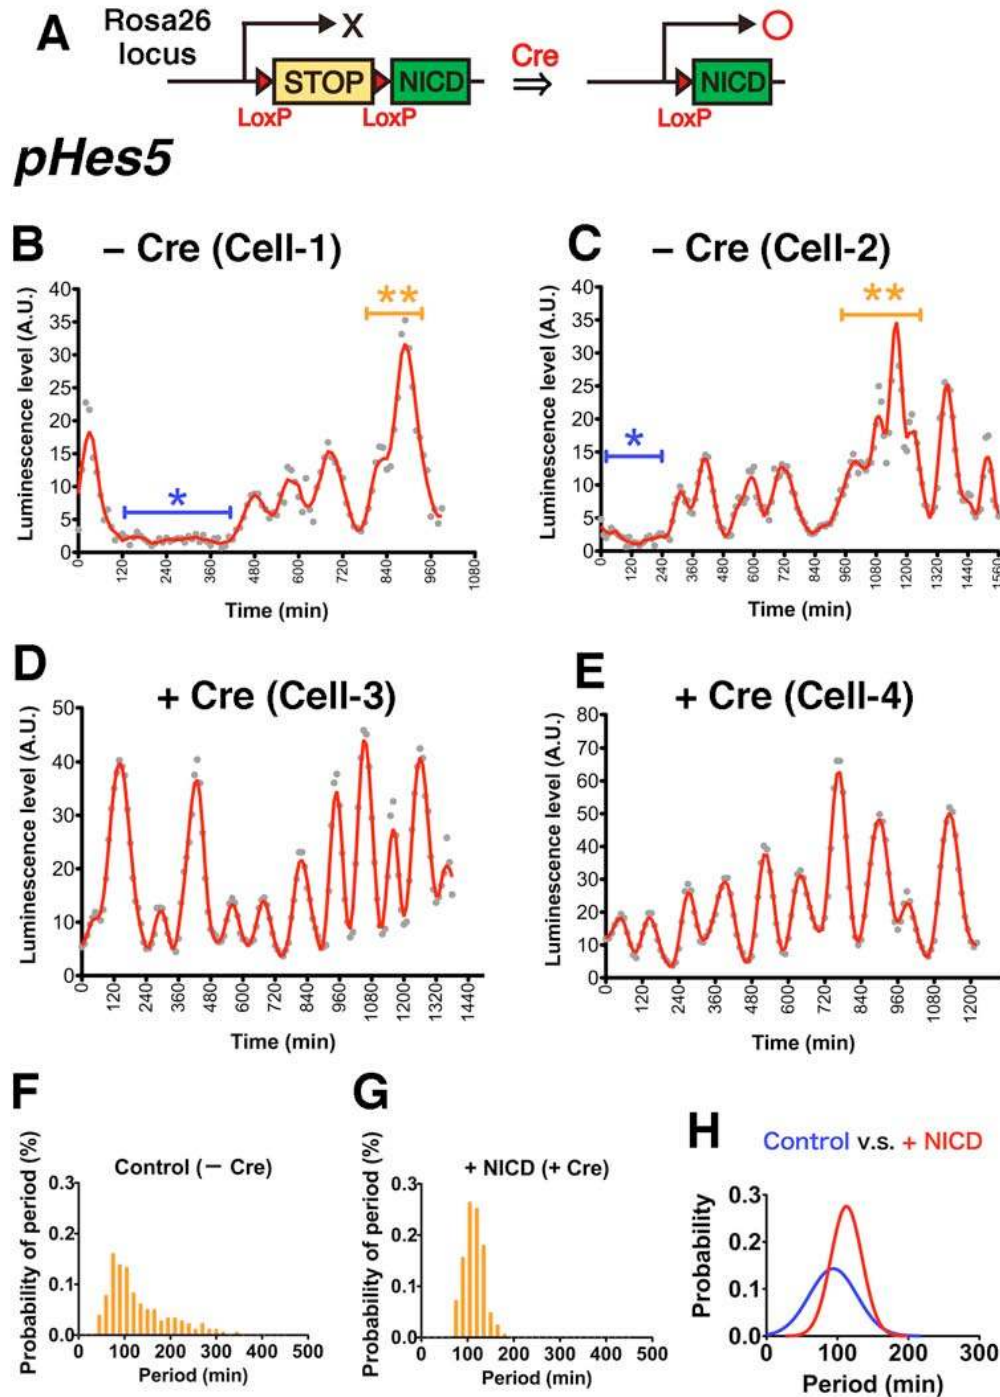 A
Rosa26
locus
X
STOP
NICD
LoxP
LoxP
Cre
⇒
NICD
LoxP
pHes5
B
– Cre (Cell-1)
**
*
Luminescence level (A.U.)
40
35
30
25
20
15
10
5
0
0 120 240 360 480 600 720 840 960 1080
Time (min)
C
– Cre (Cell-2)
**
*
Luminescence level (A.U.)
40
35
30
25
20
15
10
5
0
0 120 240 360 480 600 720 840 960 1080 1200 1320 1440 1560
Time (min)
D
+ Cre (Cell-3)
Luminescence level (A.U.)
50
40
30
20
10
0
0 120 240 360 480 600 720 840 960 1080 1200 1320 1440
Time (min)
E
+ Cre (Cell-4)
Luminescence level (A.U.)
80
70
60
50
40
30
20
10
0
0 120 240 360 480 600 720 840 960 1080 1200
Time (min)
F
Control (– Cre)
Probability of period (%)
0.3
0.2
0.1
0.0
0 100 200 300 400 500
Period (min)
G
+ NICD (+ Cre)
Probability of period (%)
0.3
0.2
0.1
0.0
0 100 200 300 400 500
Period (min)
H
Control v.s. + NICD
Probability
0.3
0.2
0.1
0.0
0 100 200 300
Period (min)